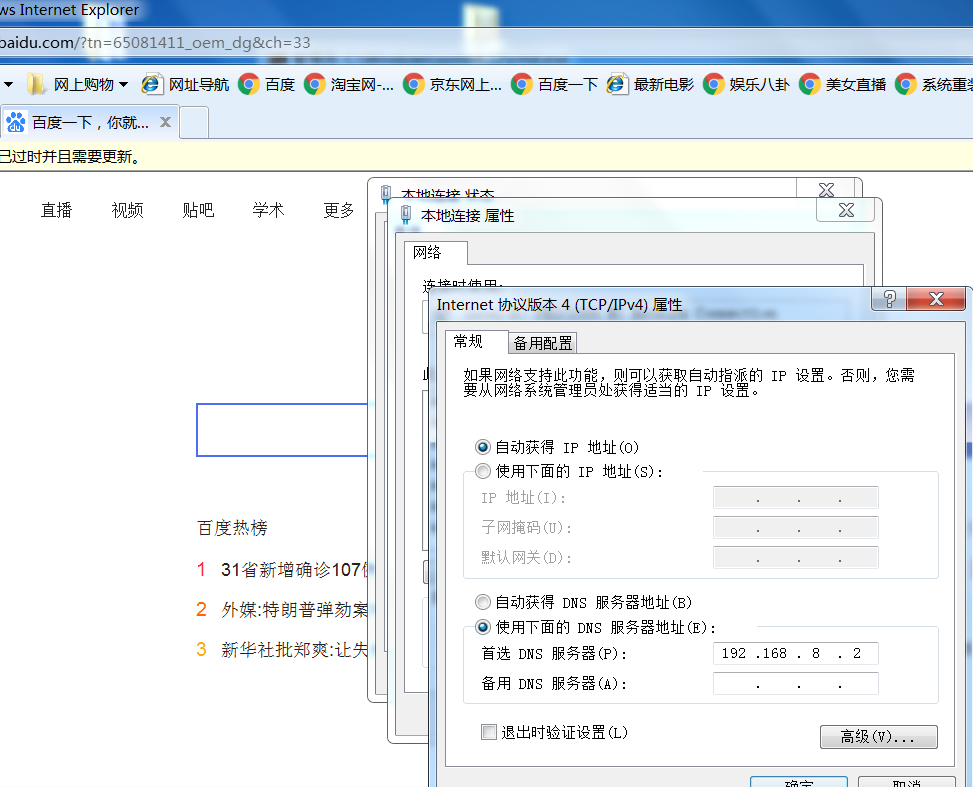 ws Internet Explorer
baidu.com/?tn=65081411_oem_dg&ch=33
网上购物 网址导航 百度 淘宝网-... 京东网上... 百度一下 最新电影 娱乐八卦 美女直播 系统重装
百度一下，你就... X
已过时并且需要更新。
直播 视频 贴吧 学术 更多
本地连接 状态
本地连接 属性
网络
连接时使用:
Internet 协议版本 4 (TCP/IPv4) 属性
常规 备用配置
如果网络支持此功能，则可以获取自动指派的 IP 设置。否则，您需
要从网络系统管理员处获得适当的 IP 设置。
自动获得 IP 地址(O)
使用下面的 IP 地址(S):
IP 地址(I):
子网掩码(U):
默认网关(D):
自动获得 DNS 服务器地址(B)
使用下面的 DNS 服务器地址(E):
首选 DNS 服务器(P): 192 .168 . 8 . 2
备用 DNS 服务器(A):
退出时验证设置(L)
高级(V)...
确定 取消
百度热榜
1 31省新增确诊107
2 外媒:特朗普弹劾案
3 新华社批郑爽:让失